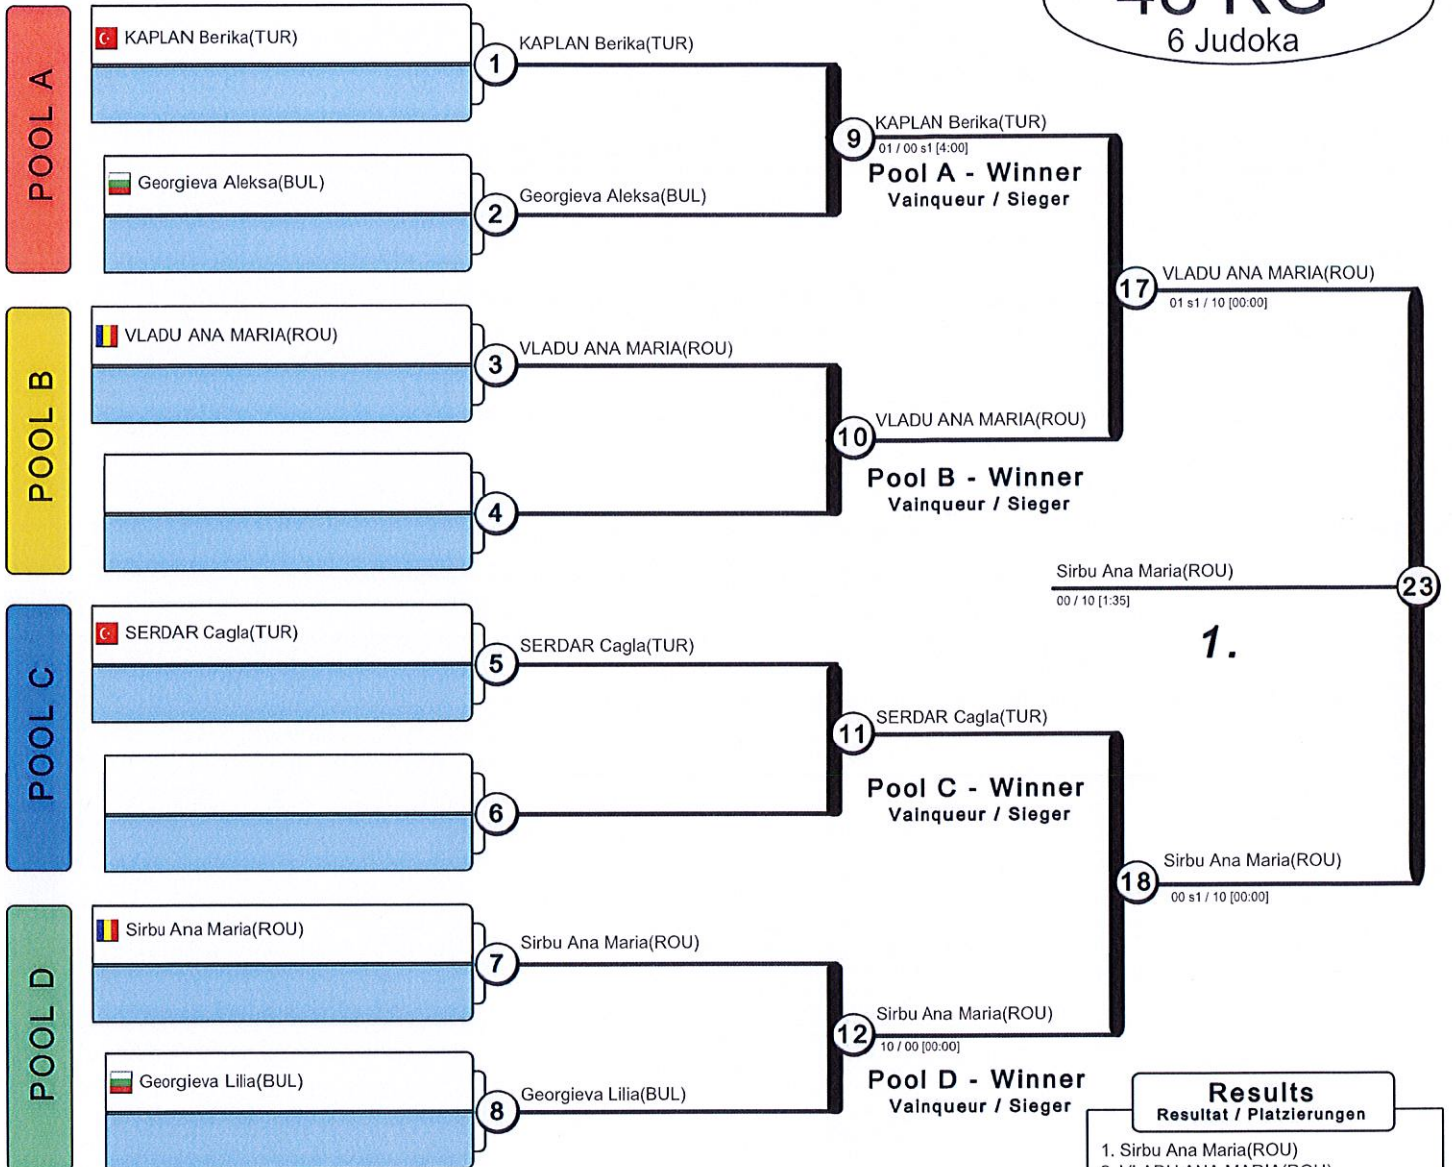 KG
6 Judoka
POOL A
KAPLAN Berika(TUR)
1
KAPLAN Berika(TUR)
Georgieva Aleksa(BUL)
2
Georgieva Aleksa(BUL)
9
KAPLAN Berika(TUR)
01 / 00 s1 [4:00]
Pool A - Winner
Vainqueur / Sieger
POOL B
VLADU ANA MARIA(ROU)
3
VLADU ANA MARIA(ROU)
4
10
VLADU ANA MARIA(ROU)
Pool B - Winner
Vainqueur / Sieger
17
VLADU ANA MARIA(ROU)
01 s1 / 10 [00:00]
Sirbu Ana Maria(ROU)
00 / 10 [1:35]
23
1.
POOL C
SERDAR Cagla(TUR)
5
SERDAR Cagla(TUR)
6
11
SERDAR Cagla(TUR)
Pool C - Winner
Vainqueur / Sieger
18
Sirbu Ana Maria(ROU)
00 s1 / 10 [00:00]
POOL D
Sirbu Ana Maria(ROU)
7
Sirbu Ana Maria(ROU)
Georgieva Lilia(BUL)
8
Georgieva Lilia(BUL)
12
Sirbu Ana Maria(ROU)
10 / 00 [00:00]
Pool D - Winner
Vainqueur / Sieger
Results
Resultat / Platzierungen
1. Sirbu Ana Maria(ROU)
2. VLADU ANA MARIA(ROU)